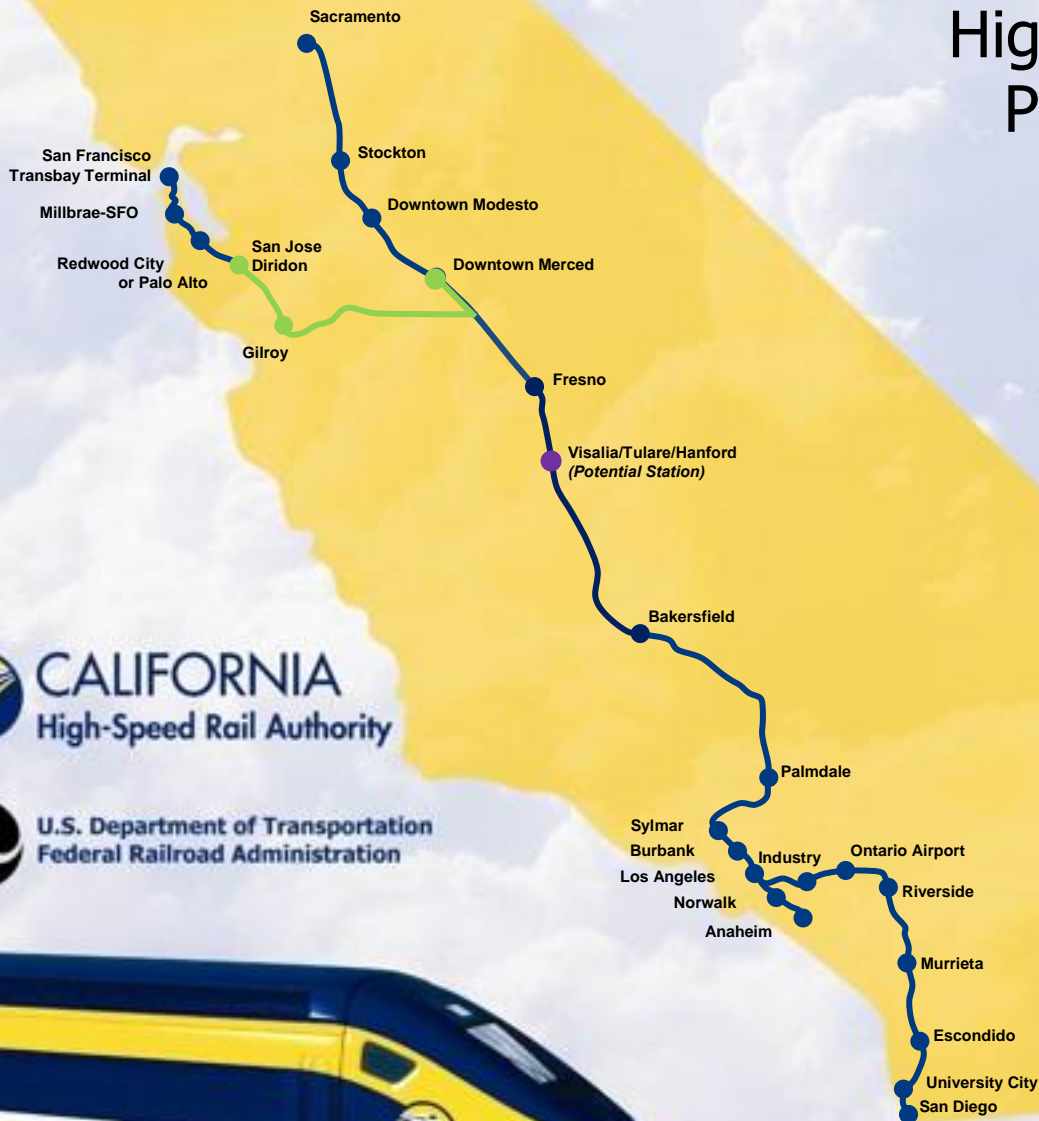 Hig
P
Sacramento
San Francisco
Transbay Terminal
Stockton
Millbrae-SFO
Downtown Modesto
San Jose
Diridon
Redwood City
or Palo Alto
Downtown Merced
Gilroy
Fresno
Visalia/Tulare/Hanford
(Potential Station)
Bakersfield
CALIFORNIA
High-Speed Rail Authority
Palmdale
U.S. Department of Transportation
Federal Railroad Administration
Sylmar
Burbank
Industry
Ontario Airport
Los Angeles
Riverside
Norwalk
Anaheim
Murrieta
Escondido
University City
San Diego